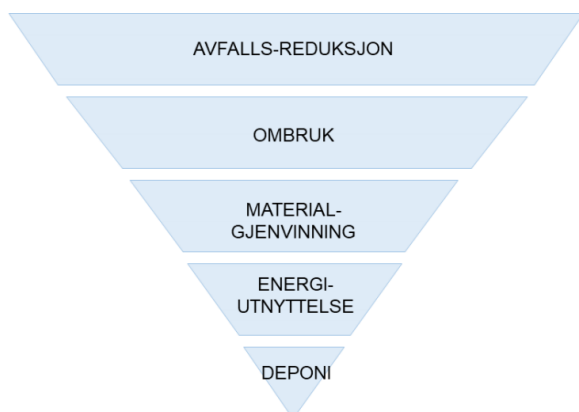 AVFALLS-REDUKSJON
OMBRUK
MATERIAL-
GJENVINNING
ENERGI-
UTNYTTELSE
DEPONI